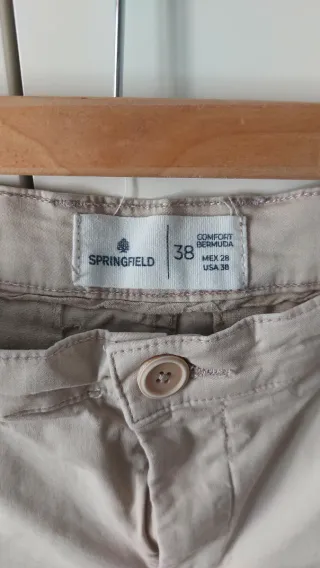 SPRINGFIELD
38
COMFORT
BERMUDA
MEX 28
USA 38